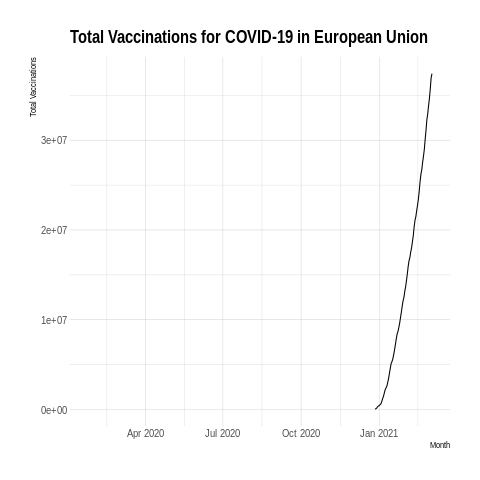 Total Vaccinations for COVID-19 in European Union
Total Vaccinations
3e+07
2e+07
1e+07
0e+00
Apr 2020 Jul 2020 Oct 2020 Jan 2021
Month